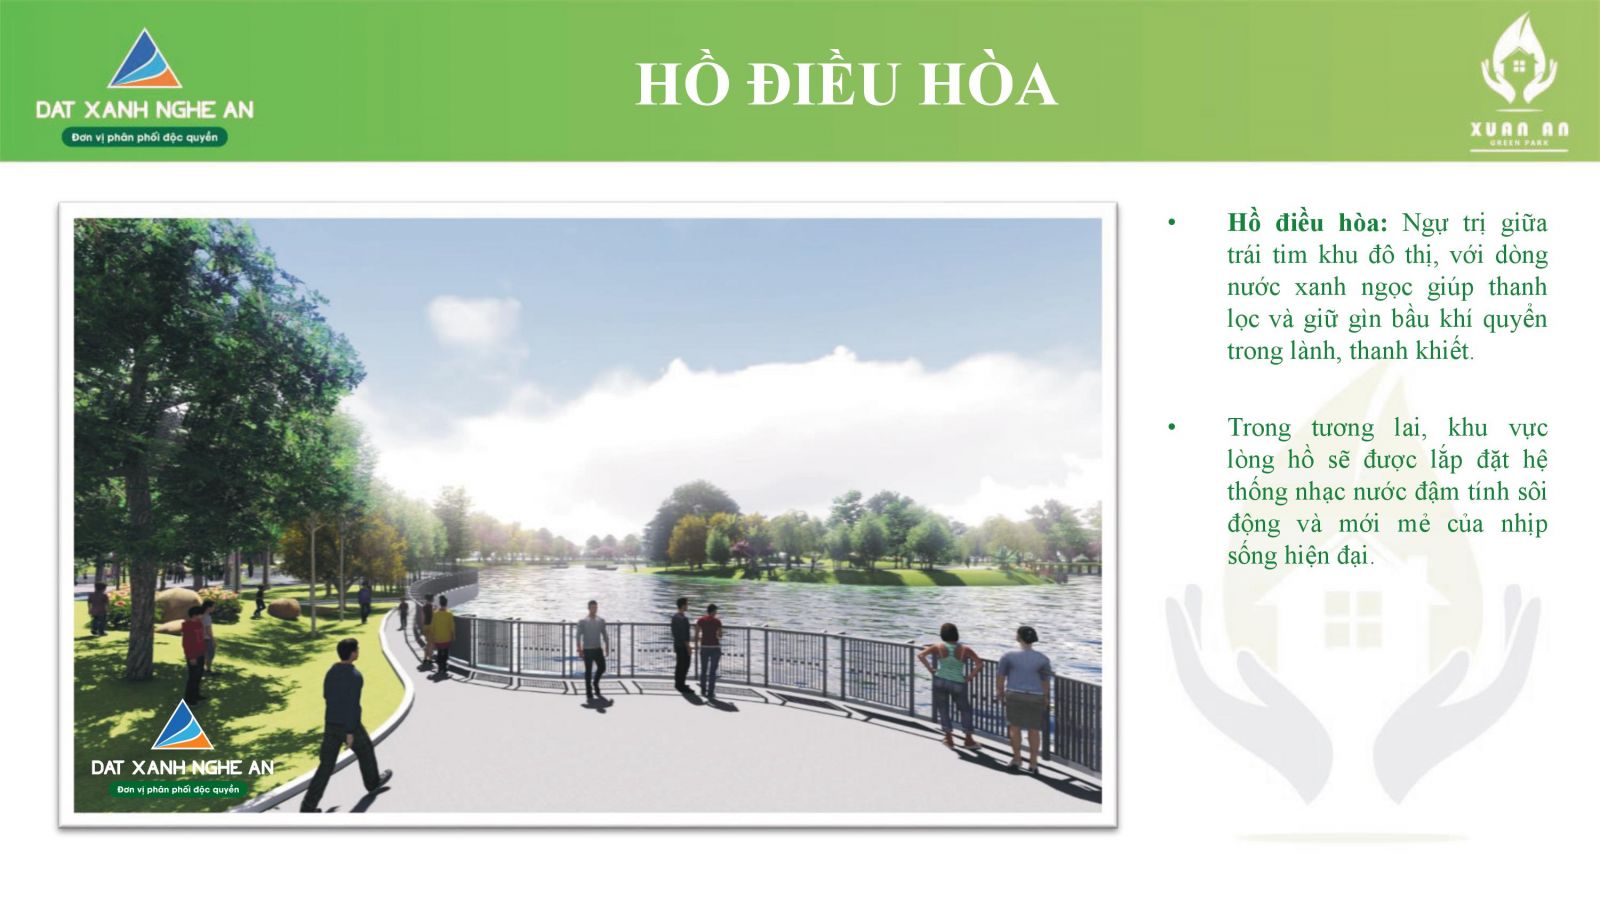 DAT XANH NGHE AN
Đơn vị phân phối độc quyền
HỒ ĐIỀU HÒA
XUAN AN
GREEN PARK
• Hồ điều hòa: Ngự trị giữa
trái tim khu đô thị, với dòng
nước xanh ngọc giúp thanh
lọc và giữ gìn bầu khí quyển
trong lành, thanh khiết.
• Trong tương lai, khu vực
lòng hồ sẽ được lắp đặt hệ
thống nhạc nước đậm tính sôi
động và mới mẻ của nhịp
sống hiện đại.
DAT XANH NGHE AN
Đơn vị phân phối độc quyền